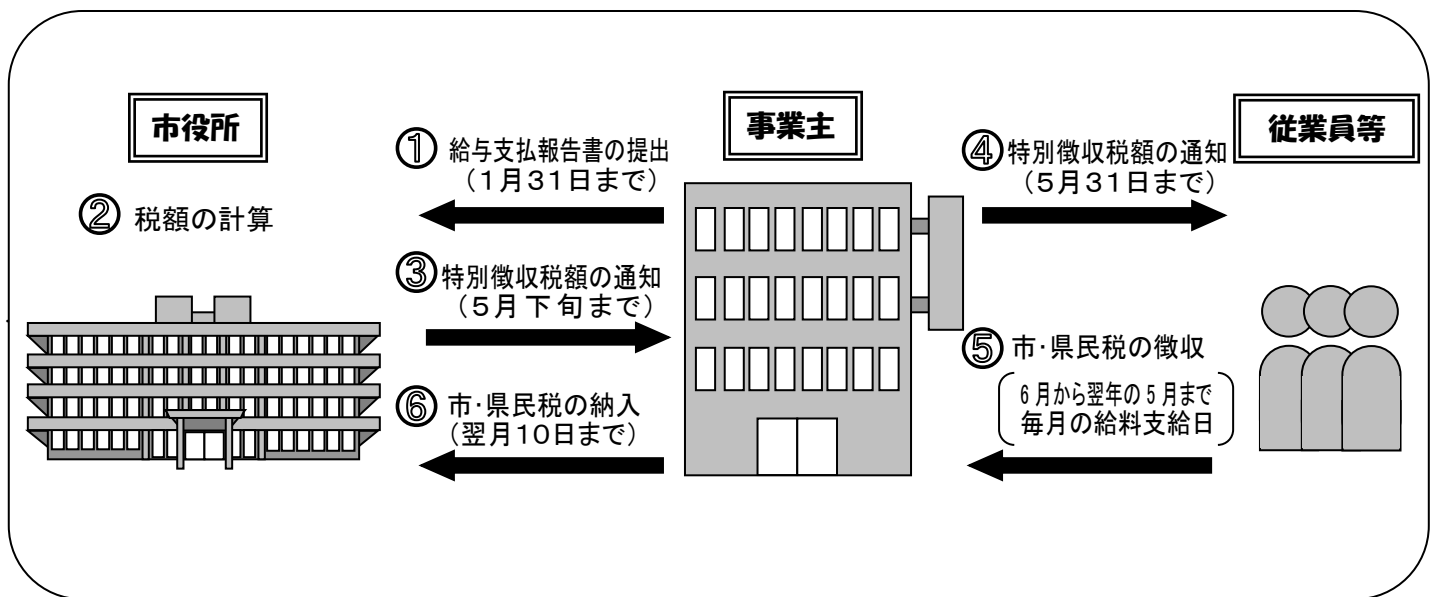 市役所
事業主
従業員等
① 給与支払報告書の提出
（１月３１日まで）
② 税額の計算
③ 特別徴収税額の通知
（５月下旬まで）
④ 特別徴収税額の通知
（５月３１日まで）
⑤ 市・県民税の徴収
６月から翌年の５月まで
毎月の給料支給日
⑥ 市・県民税の納入
（翌月１０日まで）